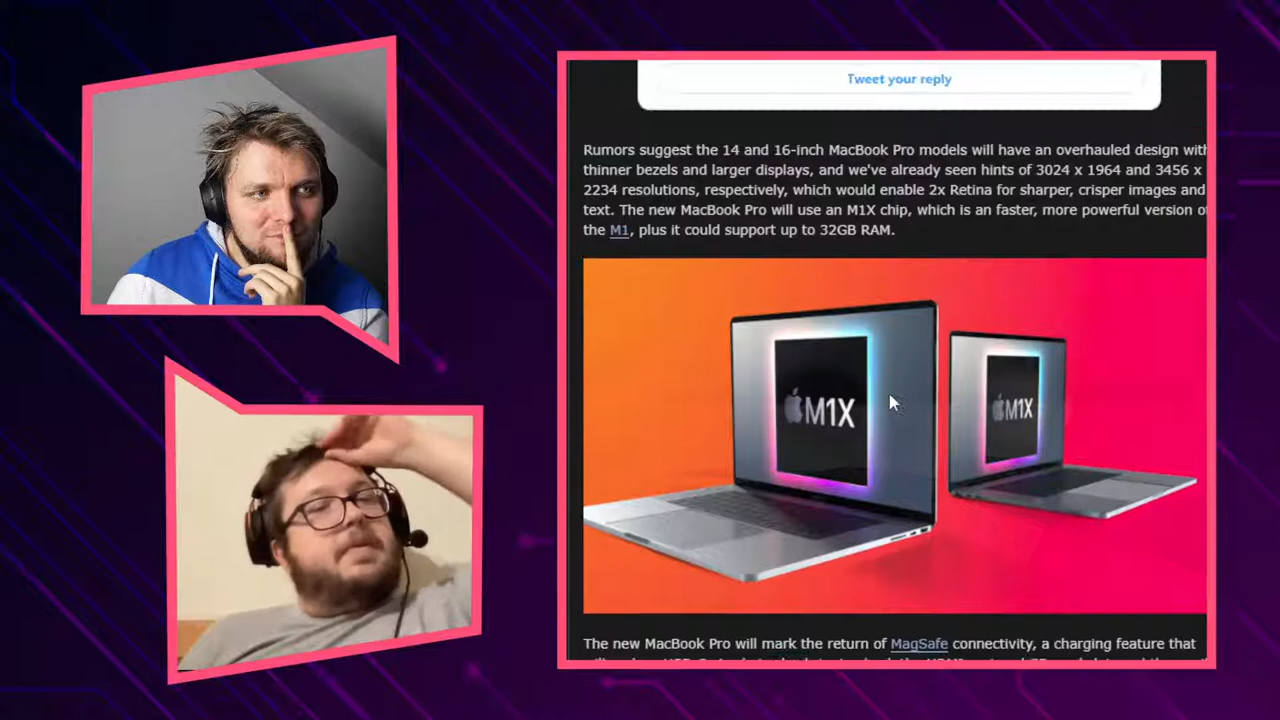 Tweet your reply
Rumors suggest the 14 and 16-inch MacBook Pro models will have an overhauled design with
thinner bezels and larger displays, and we've already seen hints of 3024 x 1964 and 3456 x
2234 resolutions, respectively, which would enable 2x Retina for sharper, crisper images and
text. The new MacBook Pro will use an M1X chip, which is an faster, more powerful version of
the M1, plus it could support up to 32GB RAM.
M1X
M1X
The new MacBook Pro will mark the return of MagSafe connectivity, a charging feature that